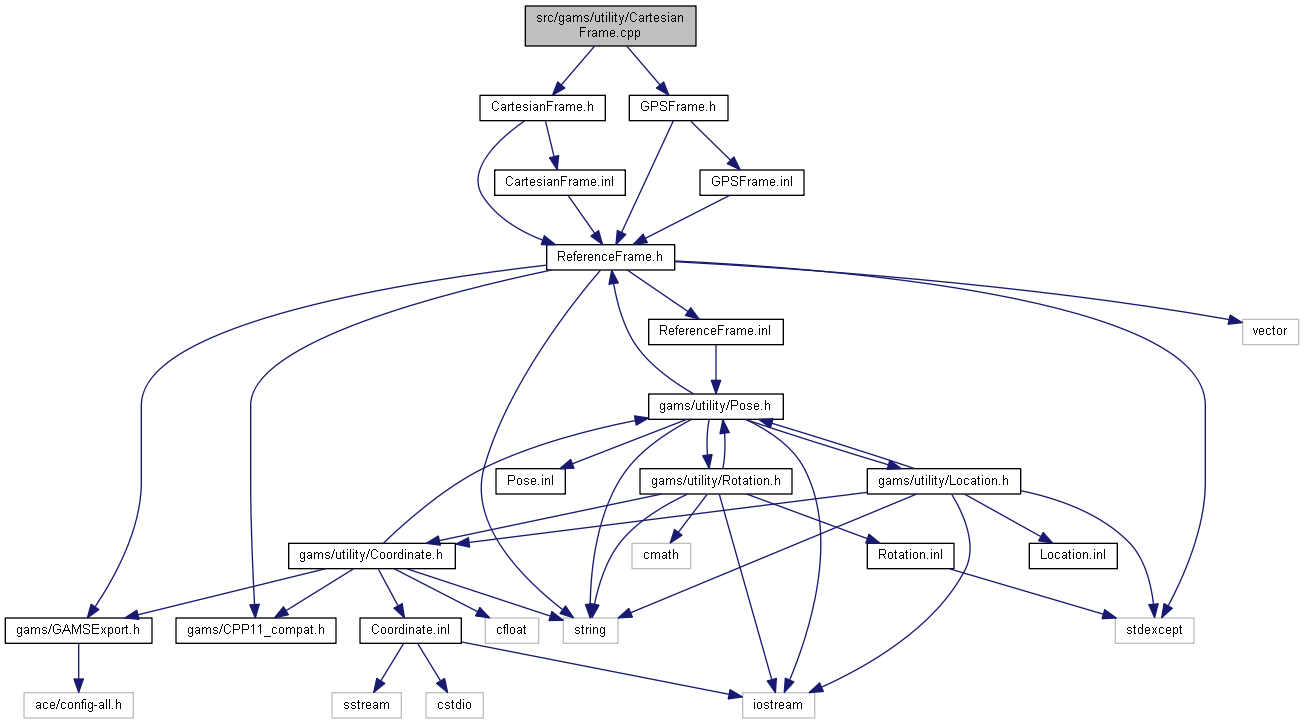 src/gams/utility/Cartesian
Frame.cpp
CartesianFrame.h
GPSFrame.h
CartesianFrame.inl
GPSFrame.inl
ReferenceFrame.h
ReferenceFrame.inl
vector
gams/utility/Pose.h
Pose.inl
gams/utility/Rotation.h
gams/utility/Location.h
gams/utility/Coordinate.h
cmath
Rotation.inl
Location.inl
gams/GAMSExport.h
gams/CPP11_compat.h
Coordinate.inl
cfloat
string
stdexcept
ace/config-all.h
sstream
cstdio
iostream